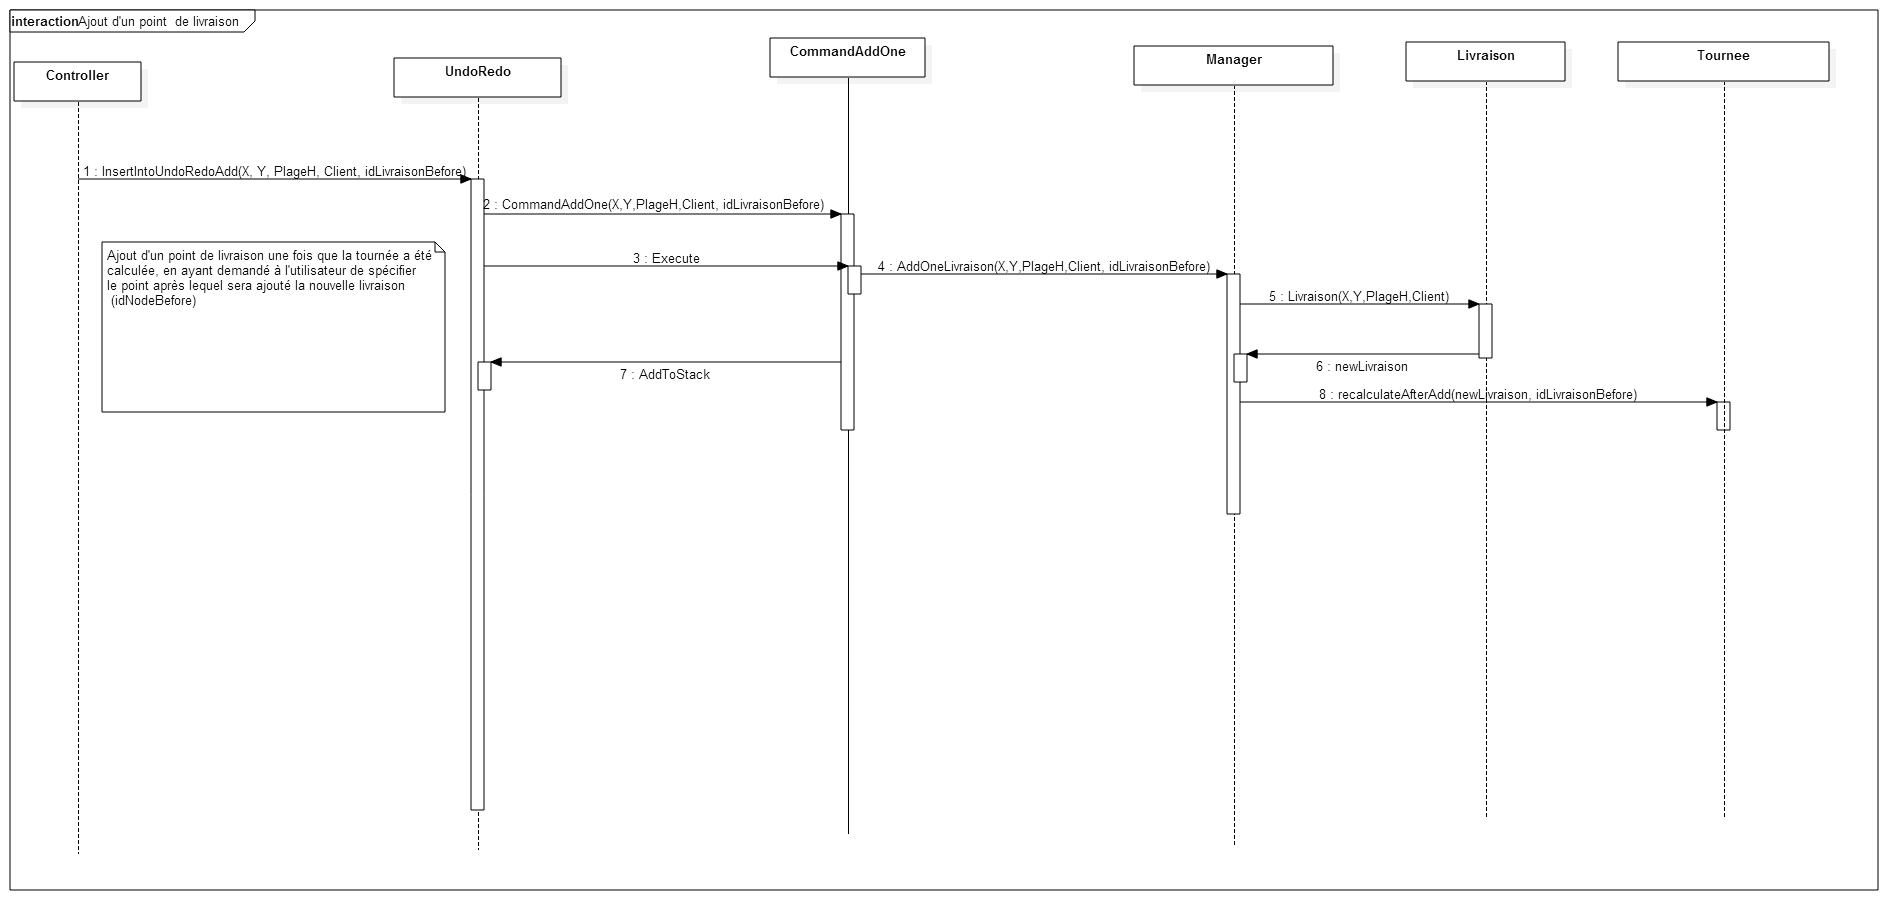 interactionAjout d'un point  de livraison
Controller
UndoRedo
CommandAddOne
Manager
Livraison
Tournee
1 : InsertIntoUndoRedoAdd(X, Y, PlageH, Client, idLivraisonBefore)
2 : CommandAddOne(X,Y,PlageH,Client, idLivraisonBefore)
3 : Execute
4 : AddOneLivraison(X,Y,PlageH,Client, idLivraisonBefore)
Ajout d'un point de livraison une fois que la tournée a été
calculée, en ayant demandé à l'utilisateur de spécifier
le point après lequel sera ajouté la nouvelle livraison
(idNodeBefore)
5 : Livraison(X,Y,PlageH,Client)
6 : newLivraison
7 : AddToStack
8 : recalculateAfterAdd(newLivraison, idLivraisonBefore)